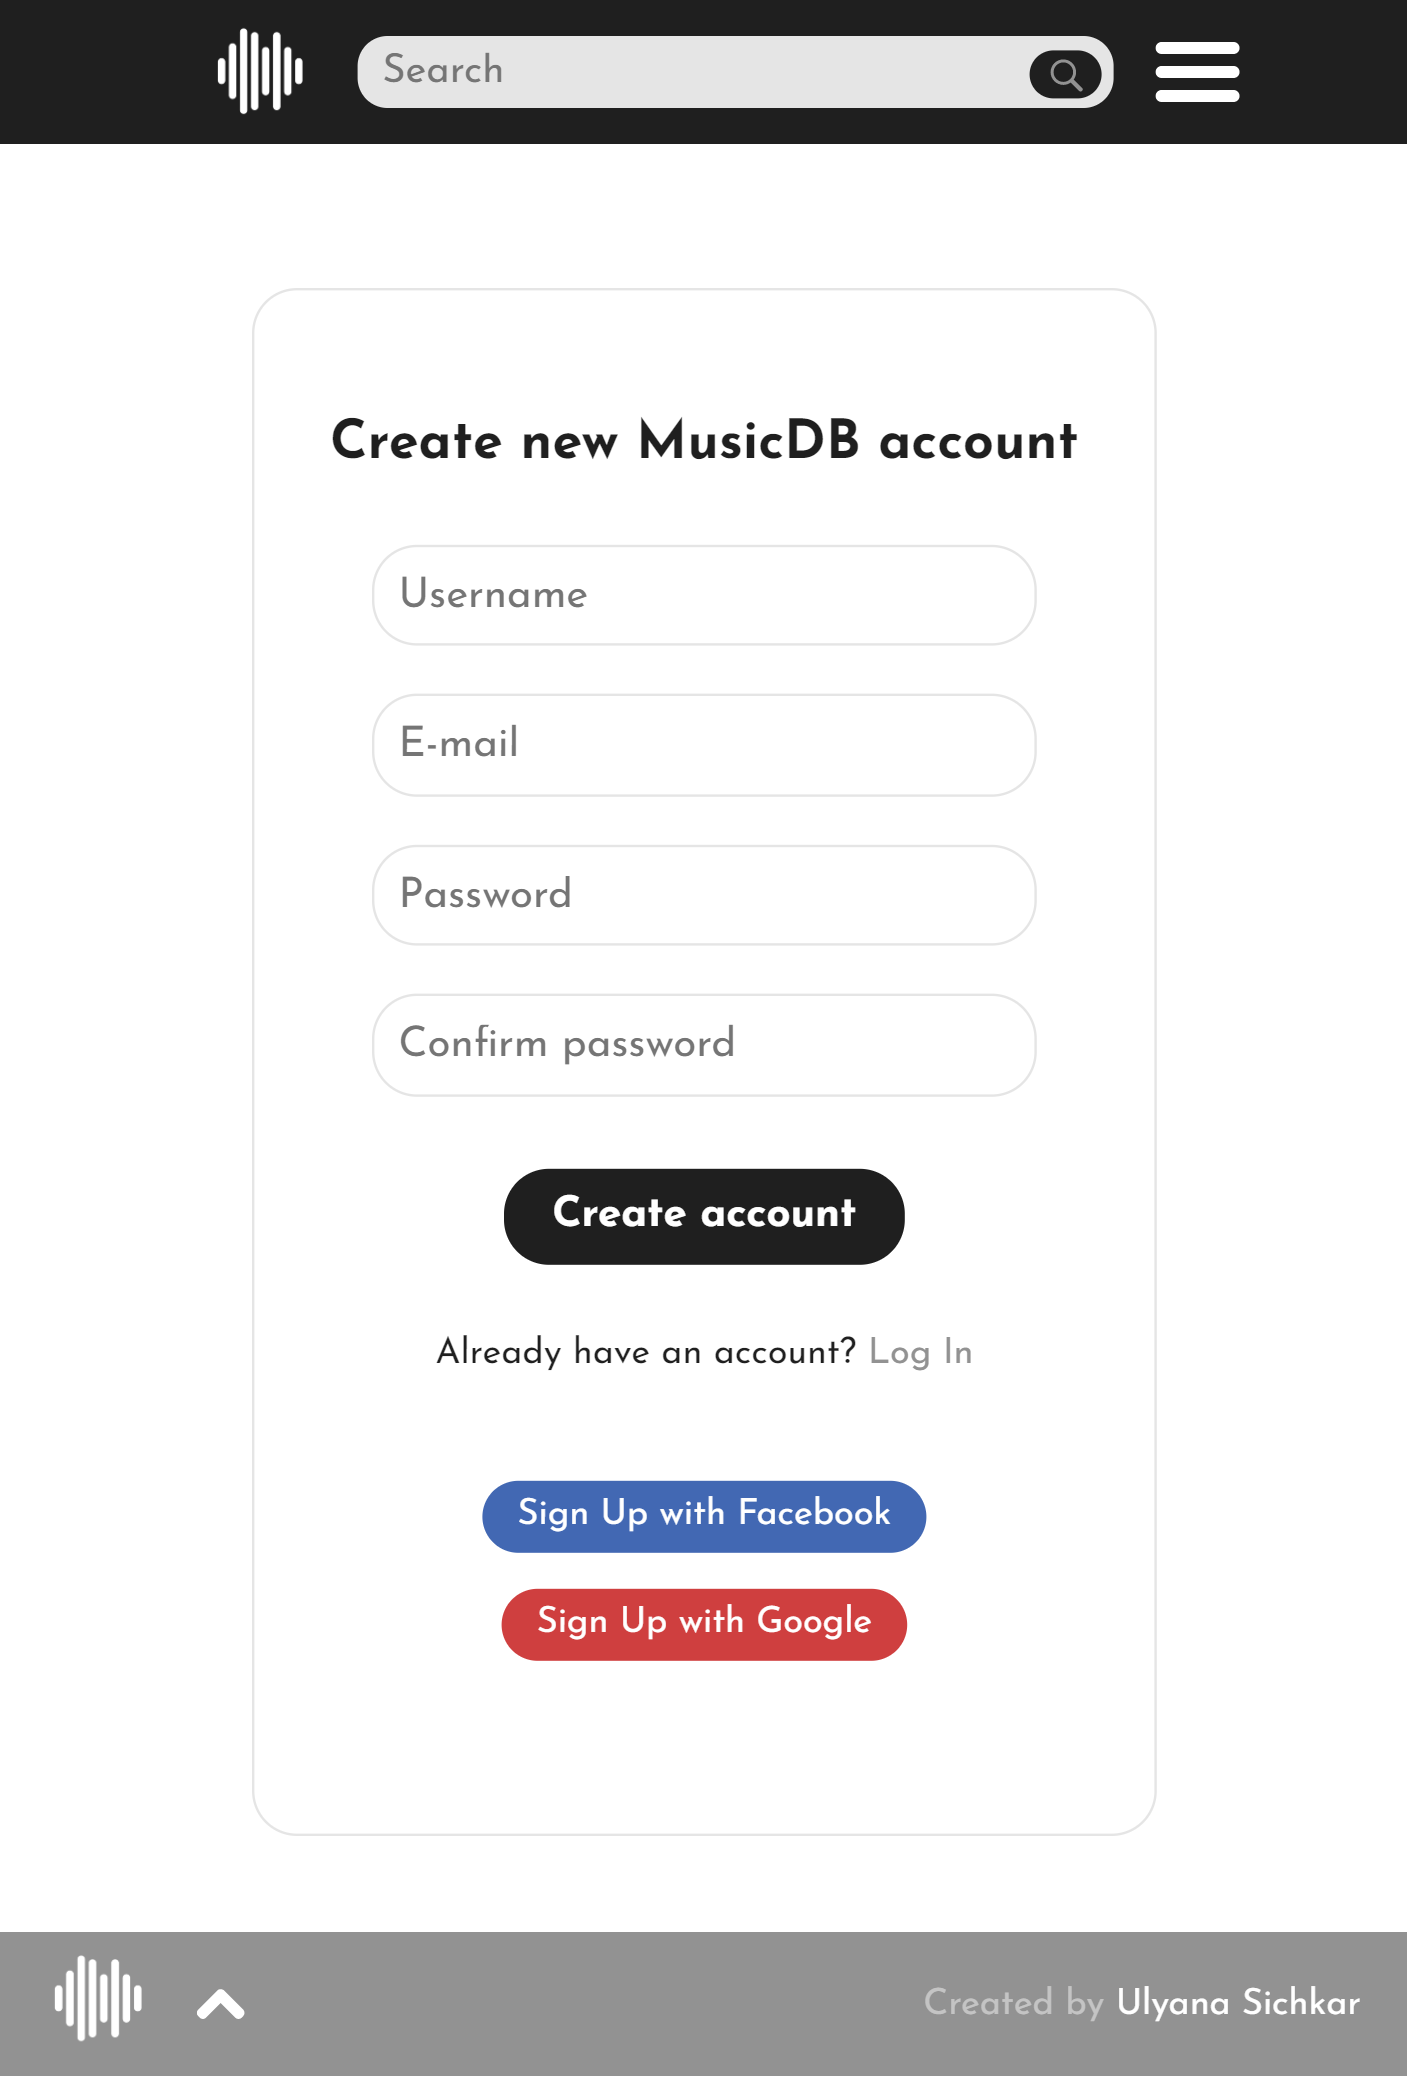 Search
Create new MusicDB account
Username
E-mail
Password
Confirm password
Create account
Already have an account? Log In
Sign Up with Facebook
Sign Up with Google
Created by Ulyana Sichkar